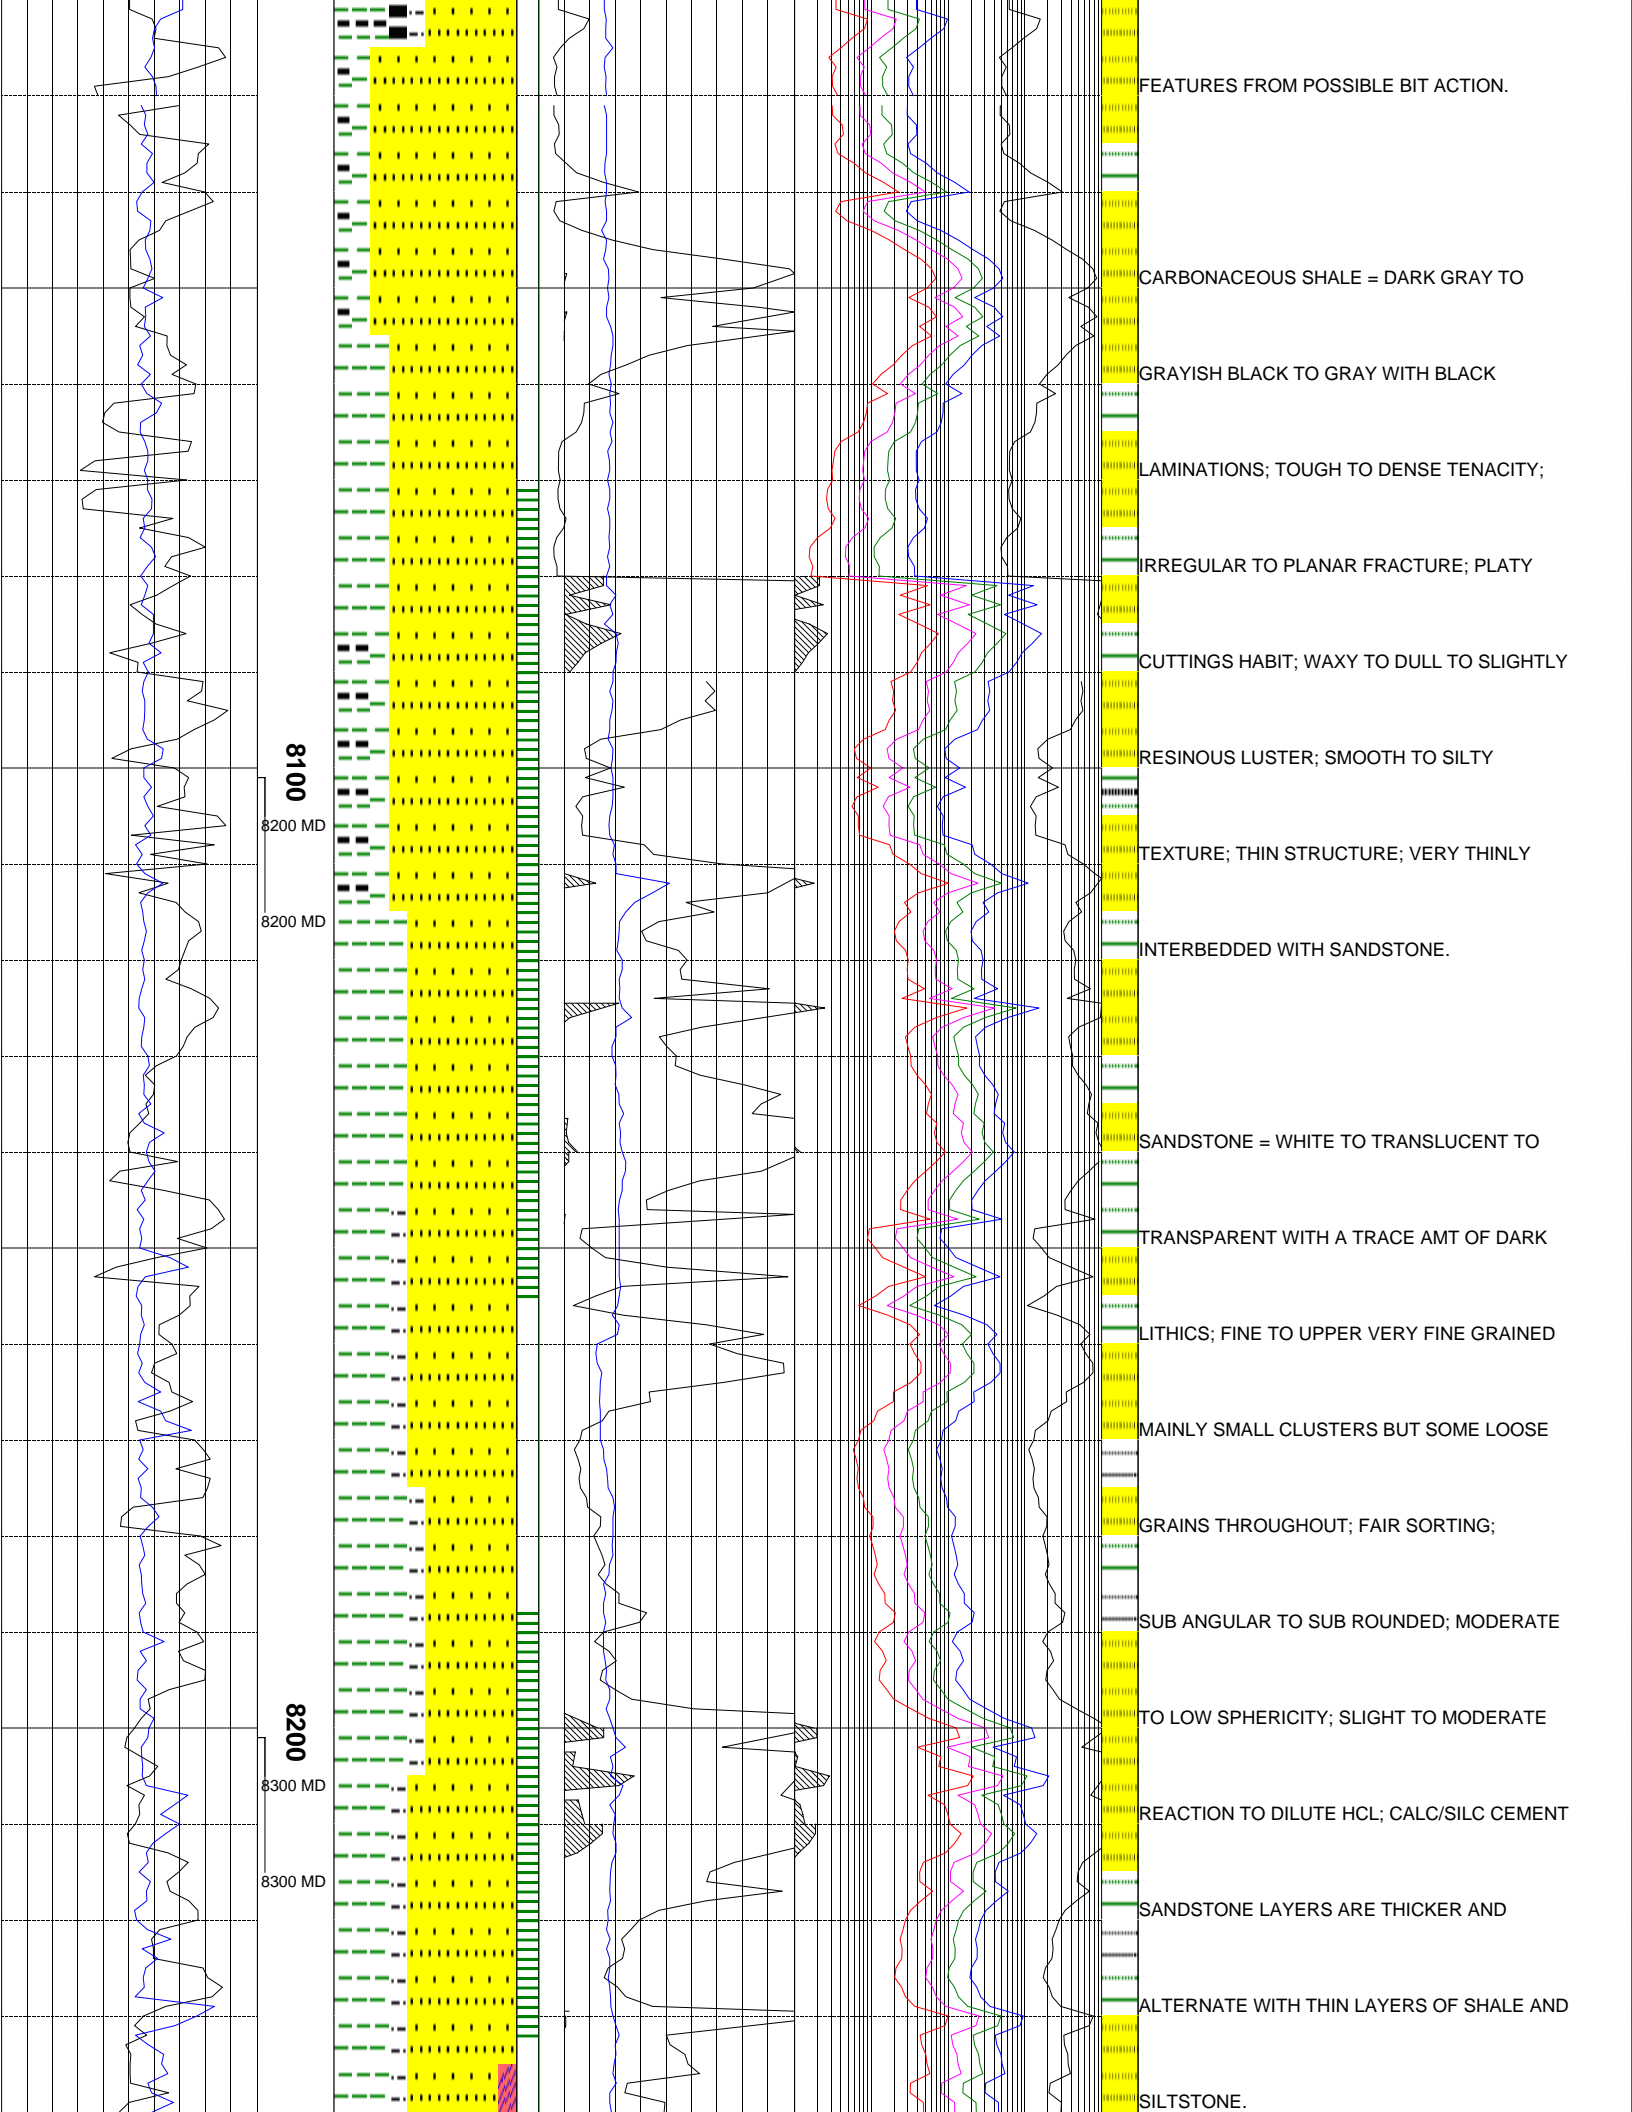 FEATURES FROM POSSIBLE BIT ACTION.
CARBONACEOUS SHALE = DARK GRAY TO
GRAYISH BLACK TO GRAY WITH BLACK
LAMINATIONS; TOUGH TO DENSE TENACITY;
IRREGULAR TO PLANAR FRACTURE; PLATY
CUTTINGS HABIT; WAXY TO DULL TO SLIGHTLY
RESINOUS LUSTER; SMOOTH TO SILTY
8100
8200 MD
TEXTURE; THIN STRUCTURE; VERY THINLY
8200 MD
INTERBEDDED WITH SANDSTONE.
SANDSTONE = WHITE TO TRANSLUCENT TO
TRANSPARENT WITH A TRACE AMT OF DARK
LITHICS; FINE TO UPPER VERY FINE GRAINED
MAINLY SMALL CLUSTERS BUT SOME LOOSE
GRAINS THROUGHOUT; FAIR SORTING;
SUB ANGULAR TO SUB ROUNDED; MODERATE
TO LOW SPHERICITY; SLIGHT TO MODERATE
8200
8300 MD
REACTION TO DILUTE HCL; CALC/SILC CEMENT
8300 MD
SANDSTONE LAYERS ARE THICKER AND
ALTERNATE WITH THIN LAYERS OF SHALE AND
SILTSTONE.